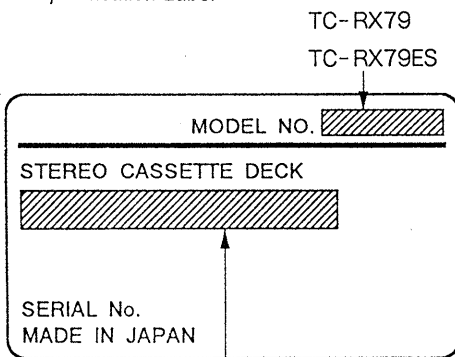 TC-RX79
TC-RX79ES
MODEL NO.
STEREO CASSETTE DECK
SERIAL No.
MADE IN JAPAN